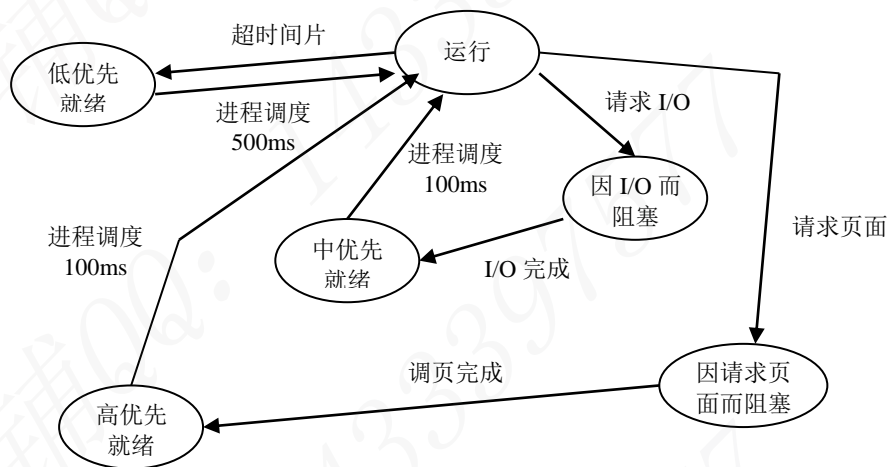 超时间片
运行
低优先
就绪
请求 I/O
进程调度
500ms
进程调度
100ms
因 I/O 而
阻塞
请求页面
进程调度
100ms
中优先
就绪
I/O 完成
调页完成
因请求页
面而阻塞
高优先
就绪